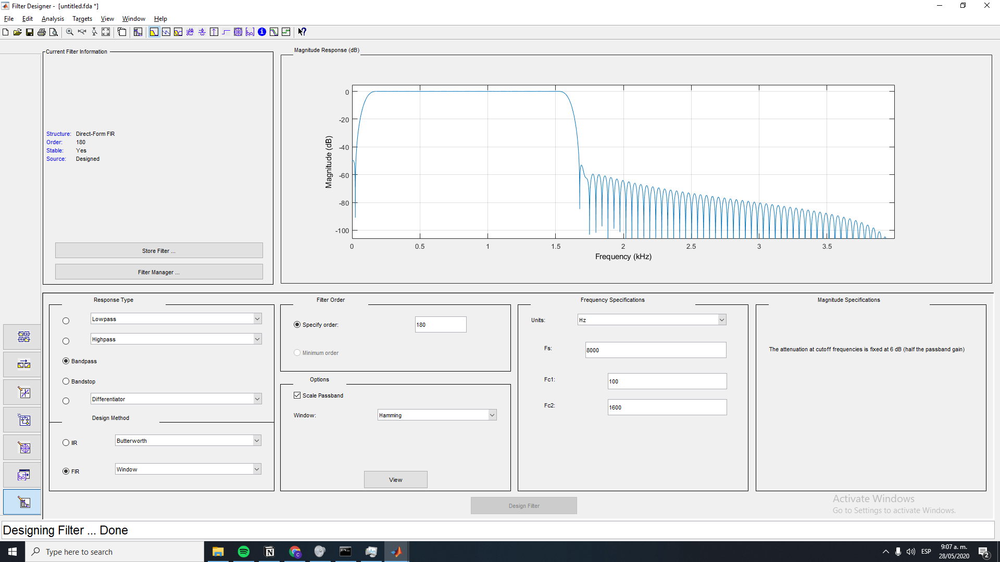 Filter Designer - [untitled.fda *]
File Edit Analysis Targets View Window Help
Current Filter Information
Structure: Direct-Form FIR
Order: 180
Stable: Yes
Source: Designed
Store Filter ...
Filter Manager ...
Magnitude Response (dB)
Magnitude (dB)
0
-20
-40
-60
-80
-100
0 0.5 1 1.5 2 2.5 3 3.5
Frequency (kHz)
Response Type
Lowpass
Highpass
Bandpass
Bandstop
Differentiator
Design Method
IIR Butterworth
FIR Window
Filter Order
Specify order: 180
Minimum order
Options
Scale Passband
Window: Hamming
View
Frequency Specifications
Units: Hz
Fs: 8000
Fc1: 100
Fc2: 1600
Magnitude Specifications
The attenuation at cutoff frequencies is fixed at 6 dB (half the passband gain)
Design Filter
Activate Windows
Go to Settings to activate Windows.
Designing Filter ... Done
Type here to search
ESP
9:07 a. m.
28/05/2020
2